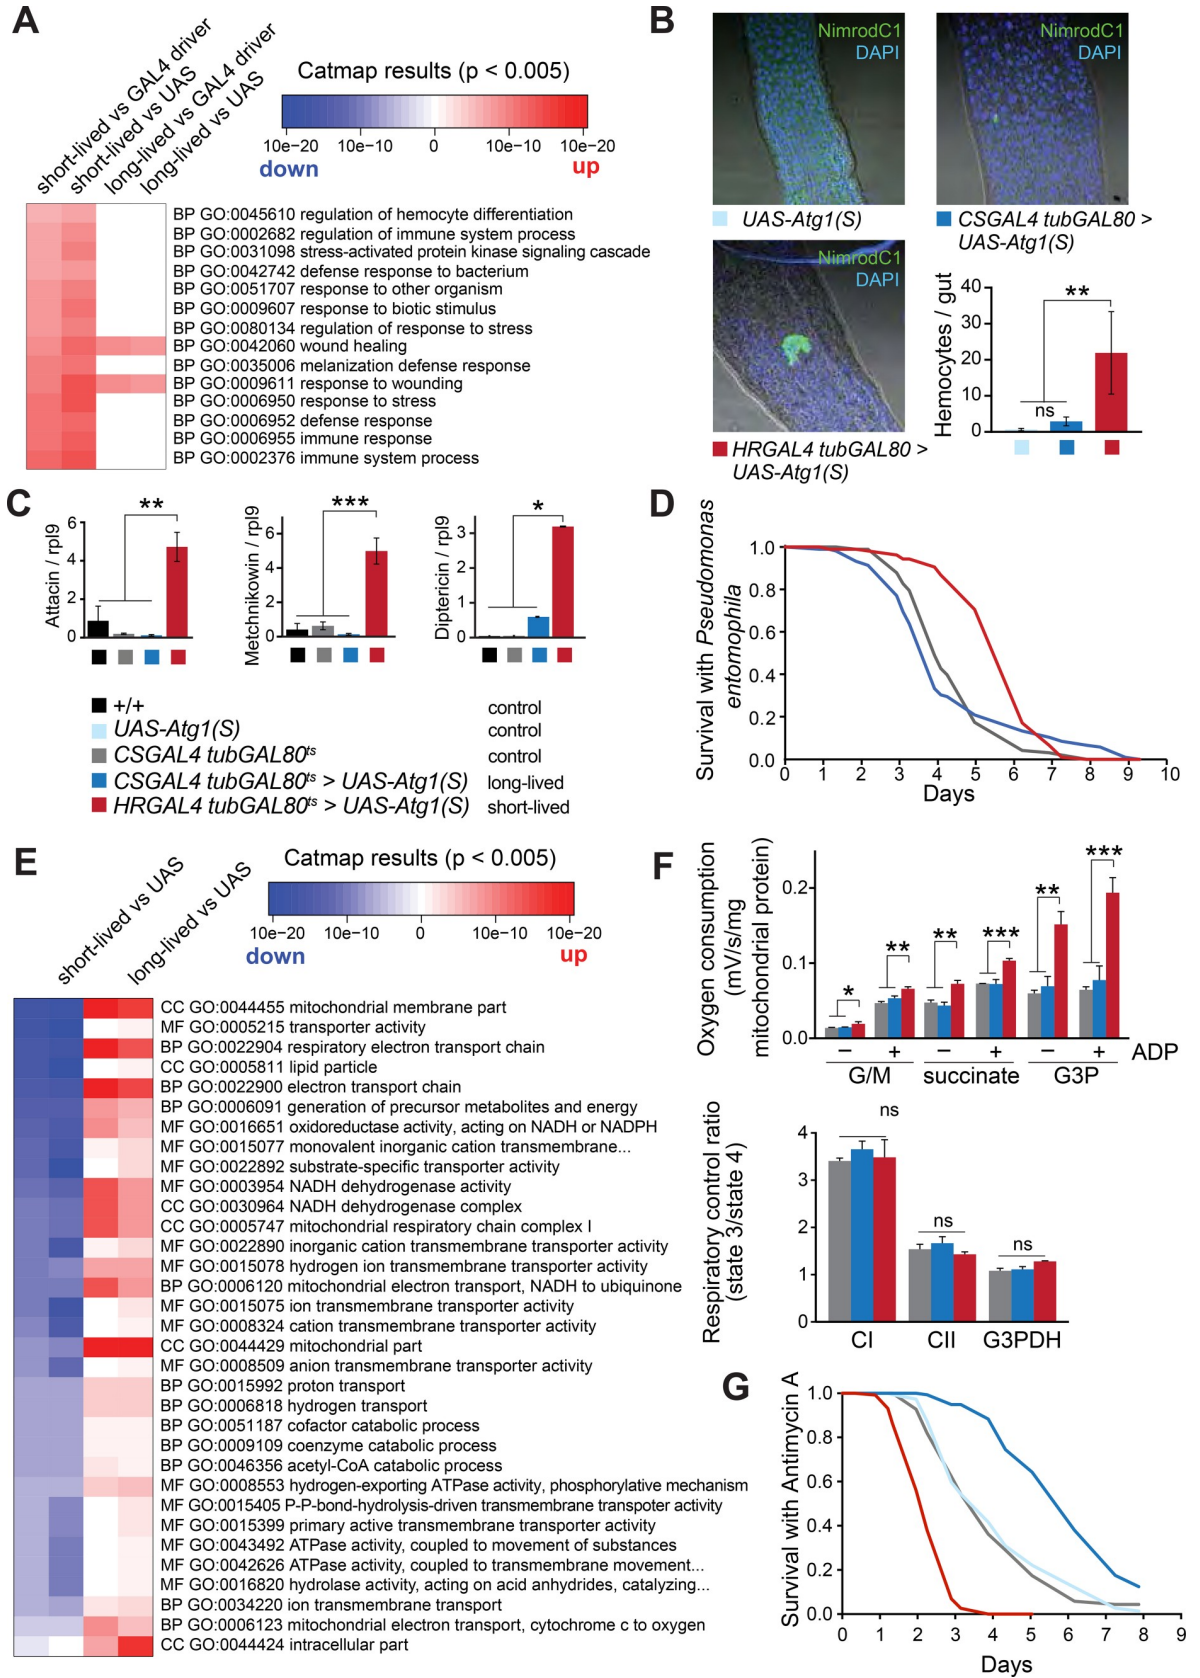 A
short-lived vs GAL4 driver
short-lived vs UAS
long-lived vs GAL4 driver
long-lived vs UAS
Catmap results (p < 0.005)
10e−20 10e−10 0 10e−10 10e−20
down up
BP GO:0045610 regulation of hemocyte differentiation
BP GO:0002682 regulation of immune system process
BP GO:0031098 stress-activated protein kinase signaling cascade
BP GO:0042742 defense response to bacterium
BP GO:0051707 response to other organism
BP GO:0009607 response to biotic stimulus
BP GO:0080134 regulation of response to stress
BP GO:0042060 wound healing
BP GO:0035006 melanization defense response
BP GO:0009611 response to wounding
BP GO:0006950 response to stress
BP GO:0006952 defense response
BP GO:0006955 immune response
BP GO:0002376 immune system process
B
NimrodC1
DAPI
UAS-Atg1(S)
NimrodC1
DAPI
CSGAL4 tubGAL80 >
UAS-Atg1(S)
NimrodC1
DAPI
HRGAL4 tubGAL80 >
UAS-Atg1(S)
Hemocytes / gut
40
30
20
10
0
ns
**
C
Attacin / rpl9
6
4
2
0
**
Metchnikowin / rpl9
6
4
2
0
***
Diptericin / rpl9
3
2
1
0
*
+/+ control
UAS-Atg1(S) control
CSGAL4 tubGAL80ts control
CSGAL4 tubGAL80ts > UAS-Atg1(S) long-lived
HRGAL4 tubGAL80ts > UAS-Atg1(S) short-lived
D
Survival with Pseudomonas
entomophila
1.0
0.8
0.6
0.4
0.2
0.0
0 1 2 3 4 5 6 7 8 9 10
Days
E
short-lived vs UAS
long-lived vs UAS
Catmap results (p < 0.005)
10e−20 10e−10 0 10e−10 10e−20
down up
CC GO:0044455 mitochondrial membrane part
MF GO:0005215 transporter activity
BP GO:0022904 respiratory electron transport chain
CC GO:0005811 lipid particle
BP GO:0022900 electron transport chain
BP GO:0006091 generation of precursor metabolites and energy
MF GO:0016651 oxidoreductase activity, acting on NADH or NADPH
MF GO:0015077 monovalent inorganic cation transmembrane...
MF GO:0022892 substrate-specific transporter activity
MF GO:0003954 NADH dehydrogenase activity
CC GO:0030964 NADH dehydrogenase complex
CC GO:0005747 mitochondrial respiratory chain complex I
MF GO:0022890 inorganic cation transmembrane transporter activity
MF GO:0015078 hydrogen ion transmembrane transporter activity
BP GO:0006120 mitochondrial electron transport, NADH to ubiquinone
MF GO:0015075 ion transmembrane transporter activity
MF GO:0008324 cation transmembrane transporter activity
CC GO:0044429 mitochondrial part
MF GO:0008509 anion transmembrane transporter activity
BP GO:0015992 proton transport
BP GO:0006818 hydrogen transport
BP GO:0051187 cofactor catabolic process
BP GO:0009109 coenzyme catabolic process
BP GO:0046356 acetyl-CoA catabolic process
MF GO:0008553 hydrogen-exporting ATPase activity, phosphorylative mechanism
MF GO:0015405 P-P-bond-hydrolysis-driven transmembrane transpoter activity
MF GO:0015399 primary active transmembrane transporter activity
MF GO:0043492 ATPase activity, coupled to movement of substances
MF GO:0042626 ATPase activity, coupled to transmembrane movement...
MF GO:0016820 hydrolase activity, acting on acid anhydrides, catalyzing...
BP GO:0034220 ion transmembrane transport
BP GO:0006123 mitochondrial electron transport, cytochrome c to oxygen
CC GO:0044424 intracellular part
F
Oxygen consumption
(mV/s/mg
mitochondrial protein)
0.2
0.1
0.0
* ** ** *** ** ***
− + − + − + ADP
G/M succinate G3P
Respiratory control ratio
(state 3/state 4)
4
3
2
1
0
ns
ns
ns
CI CII G3PDH
G
Survival with Antimycin A
1.0
0.8
0.6
0.4
0.2
0.0
0 1 2 3 4 5 6 7 8 9
Days